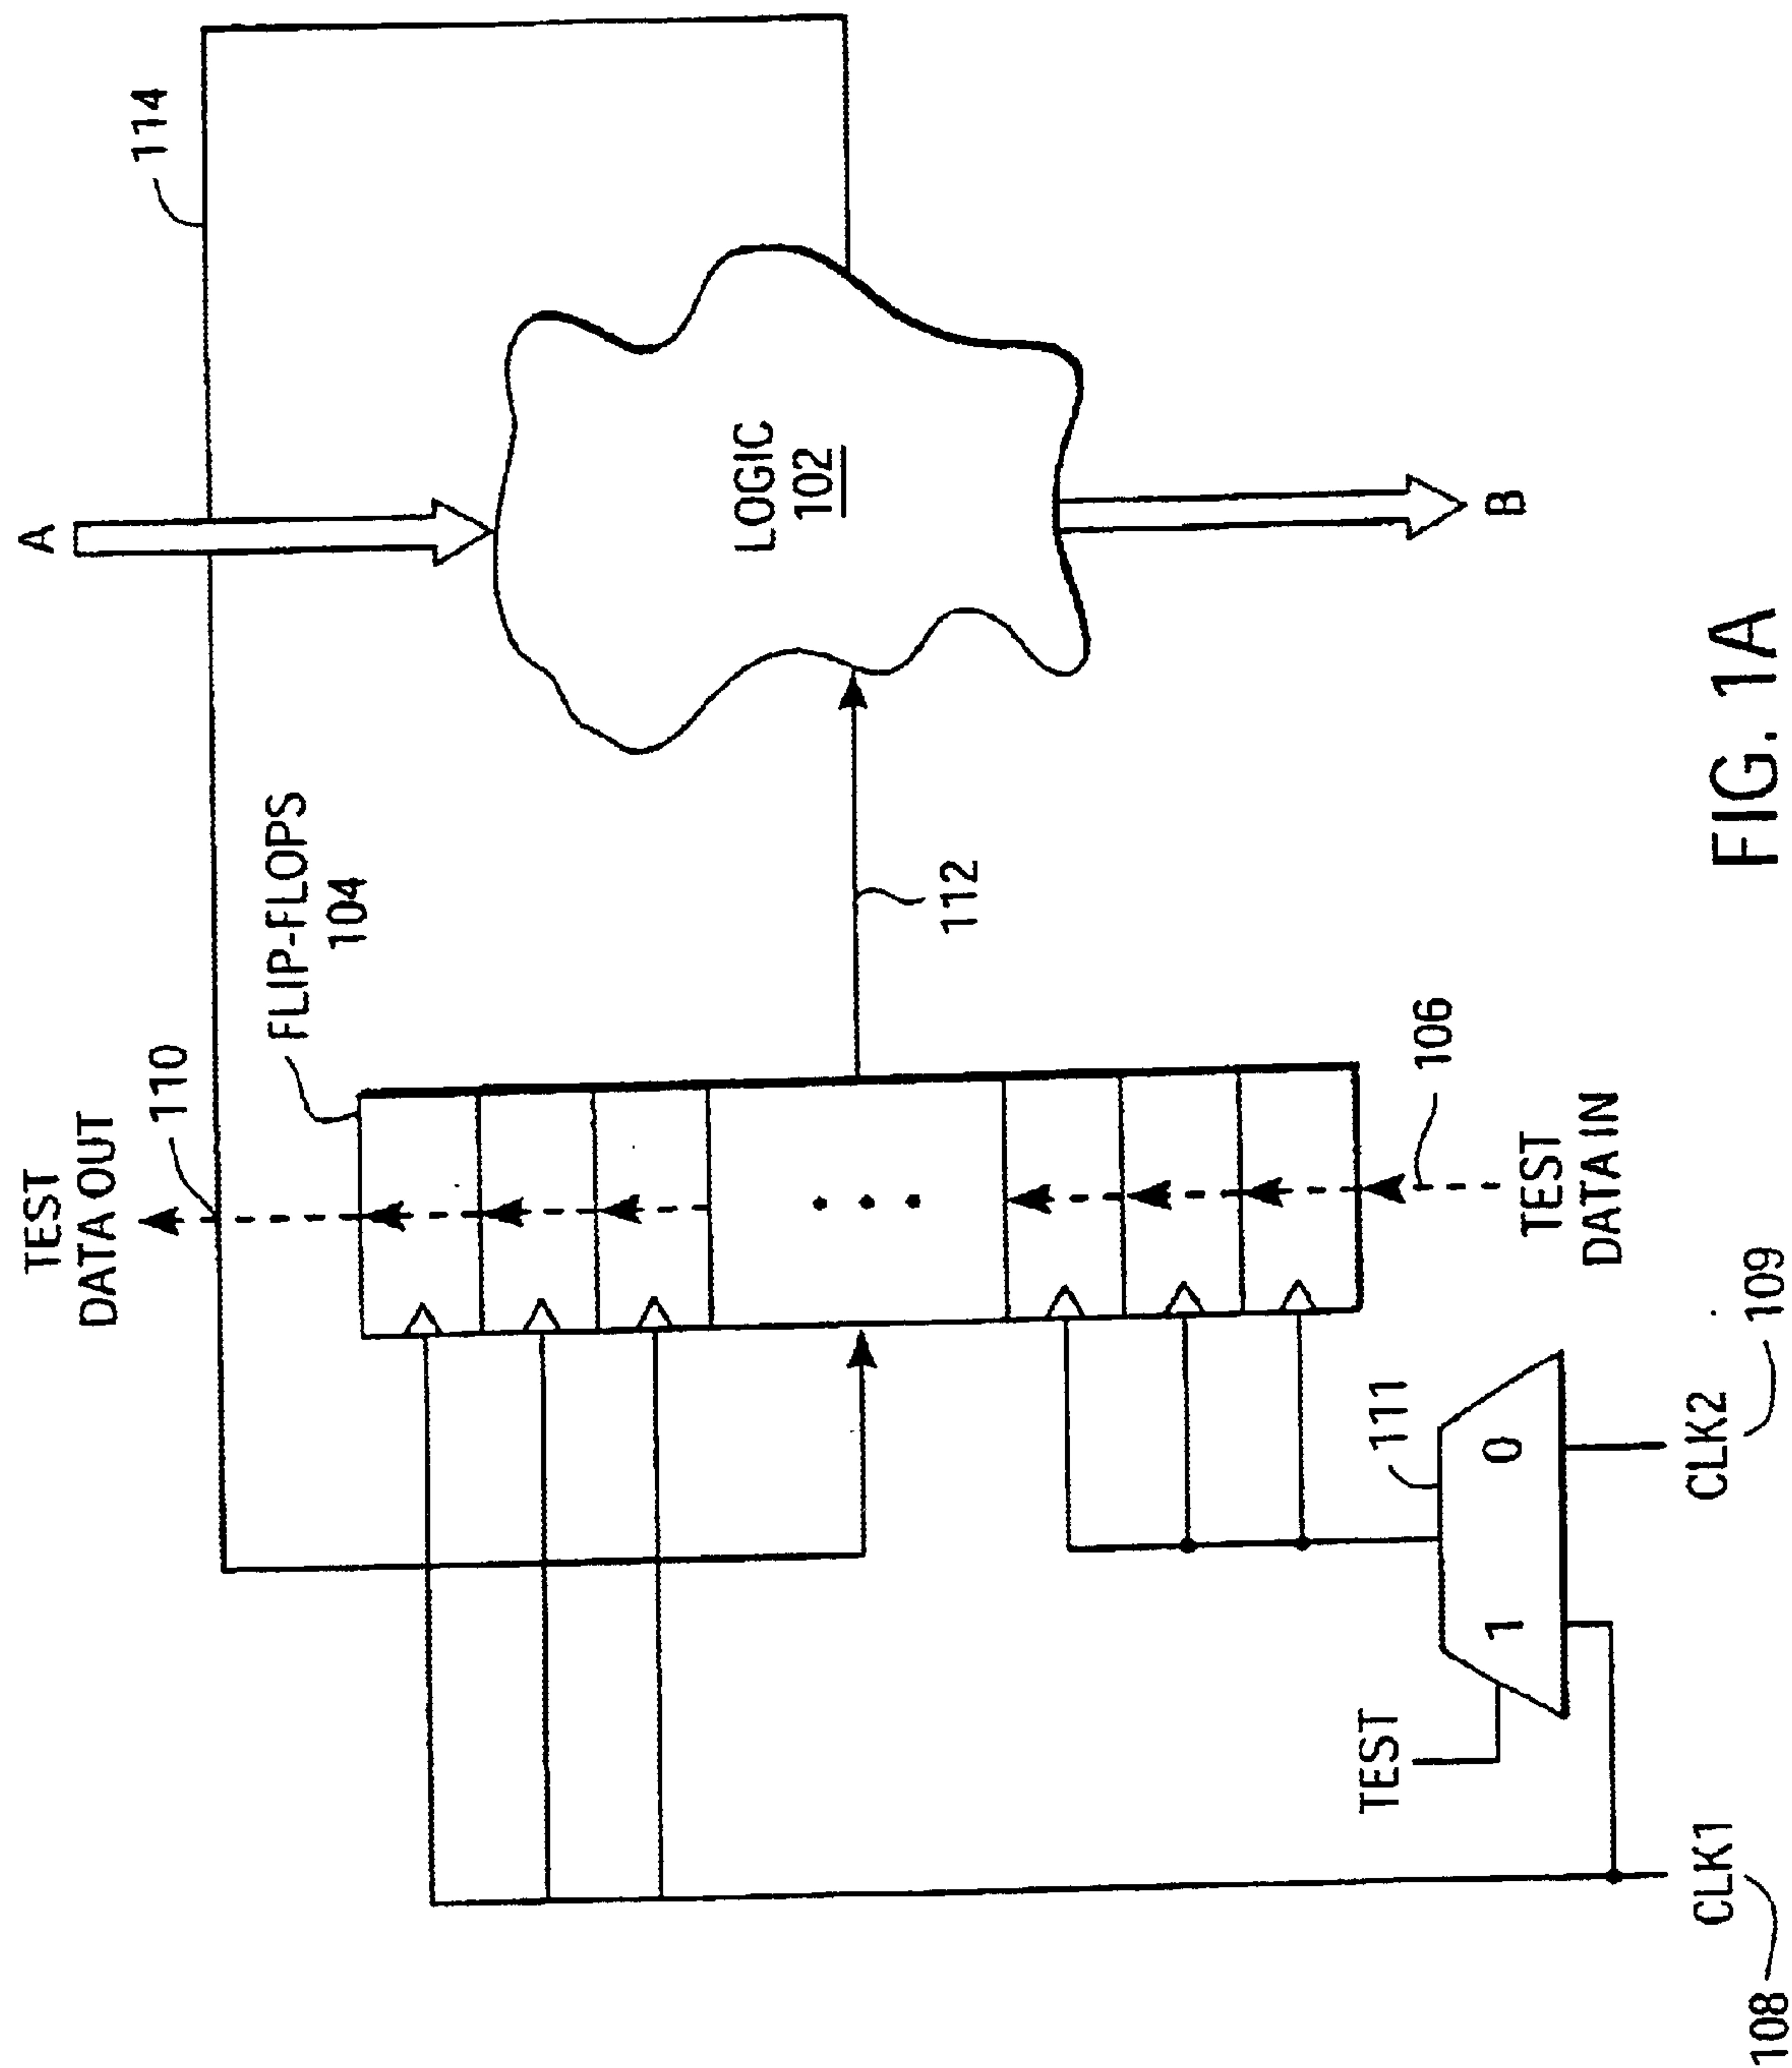 A
114
TEST
DATA OUT
110
FLIP-FLOPS
104
LOGIC
102
112
B
106
TEST
DATA IN
111
1 0
TEST
CLK1
108
CLK2
109
FIG. 1A